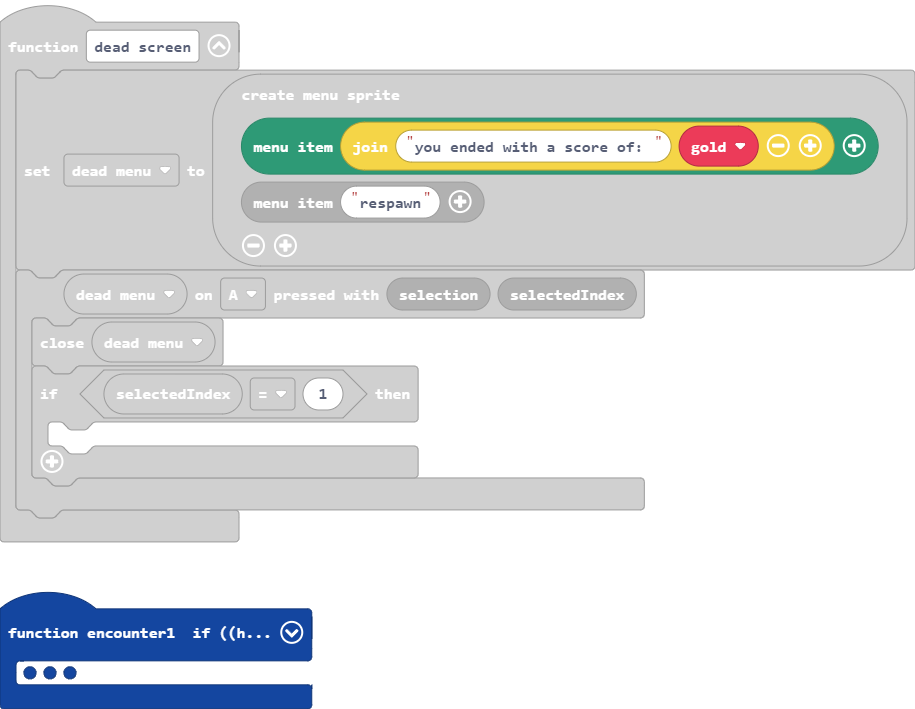 function dead screen
create menu sprite
menu item join "you ended with a score of: " gold
set dead menu to
menu item "respawn"
dead menu on A pressed with selection selectedIndex
close dead menu
if selectedIndex = 1 then
function encounter1 if ((h...